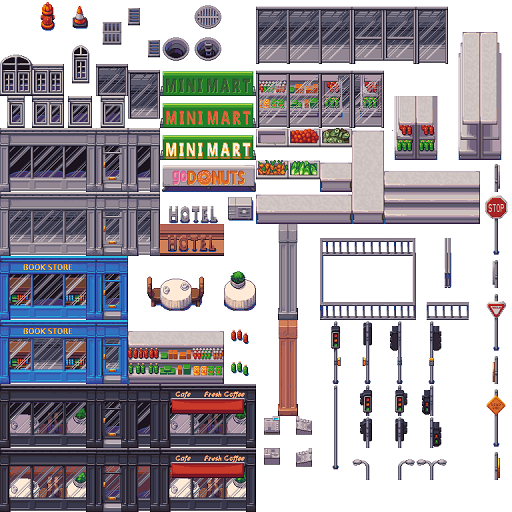 MINI MART
MINI MART
MINI MART
goDONUTS
HOTEL
HOTEL
STOP
BOOK STORE
BOOK STORE
Cafe Fresh Coffee
Cafe Fresh Coffee